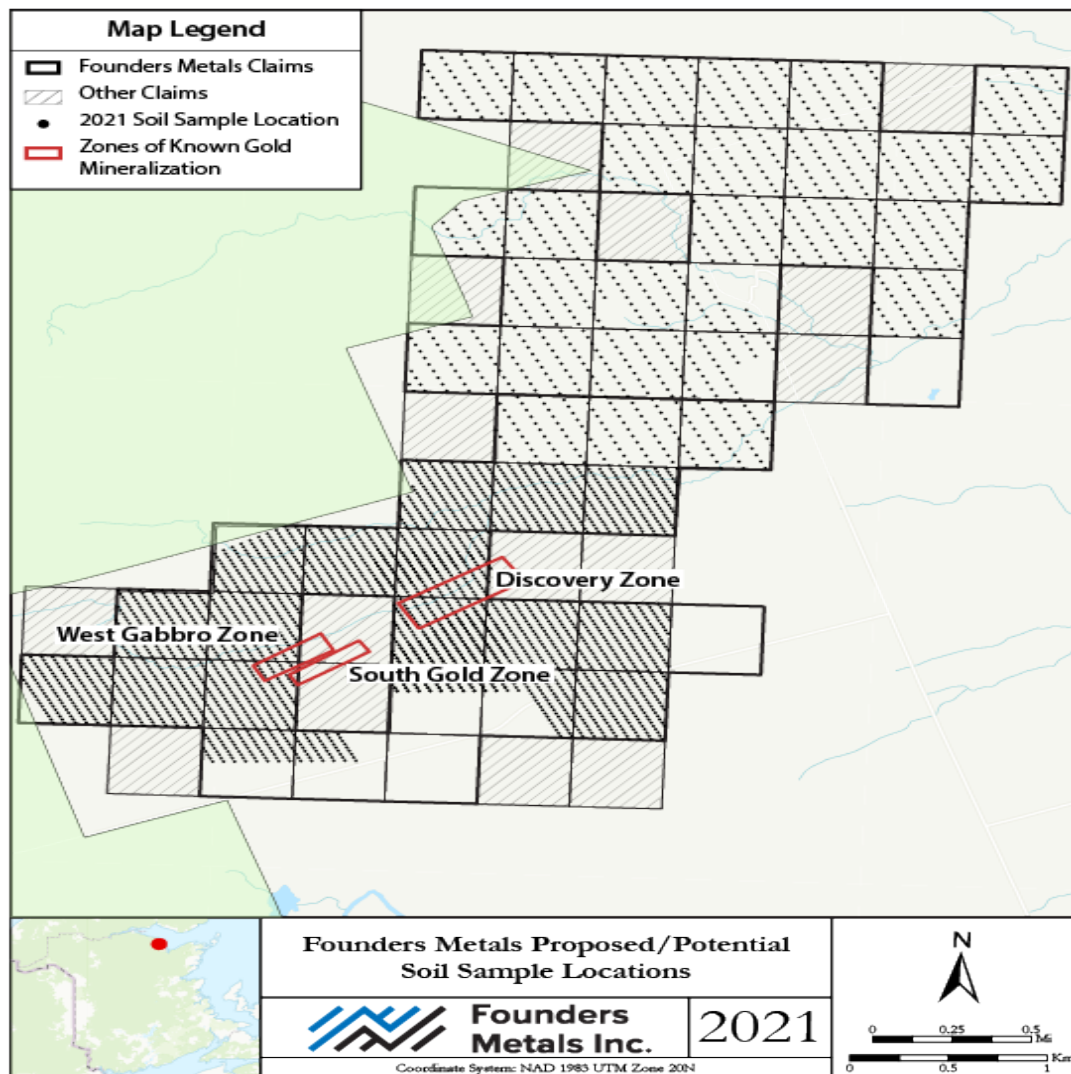 Map Legend
Founders Metals Claims
Other Claims
2021 Soil Sample Location
Zones of Known Gold
Mineralization
Discovery Zone
West Gabbro Zone
South Gold Zone
Founders Metals Proposed/Potential
Soil Sample Locations
Founders
Metals Inc.
2021
Coordinate System: NAD 1983 UTM Zone 20N
N
0 0.25 0.5
Mi
Km
0 0.5 1